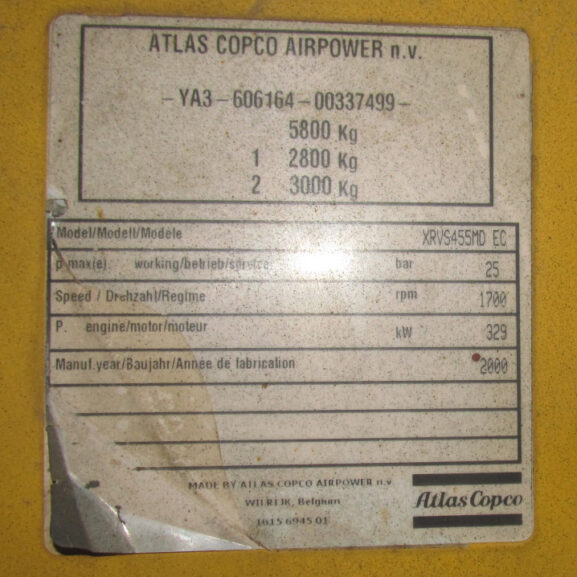 ATLAS COPCO AIRPOWER n.v.
- YA3 - 606164 - 00337499 -
5800 Kg
1 2800 Kg
2 3000 Kg
Model/Modell/Modèle XRVS455MD EC
p max(e) working/betrieb/service bar 25
Speed / Drehzahl/Regime rpm 1700
P. engine/motor/moteur kW 329
Manuf.year/Baujahr/Année de fabrication 2000
MADE BY ATLAS COPCO AIRPOWER n.v
WILRIJK, Belgium
1615 6945 01
Atlas Copco